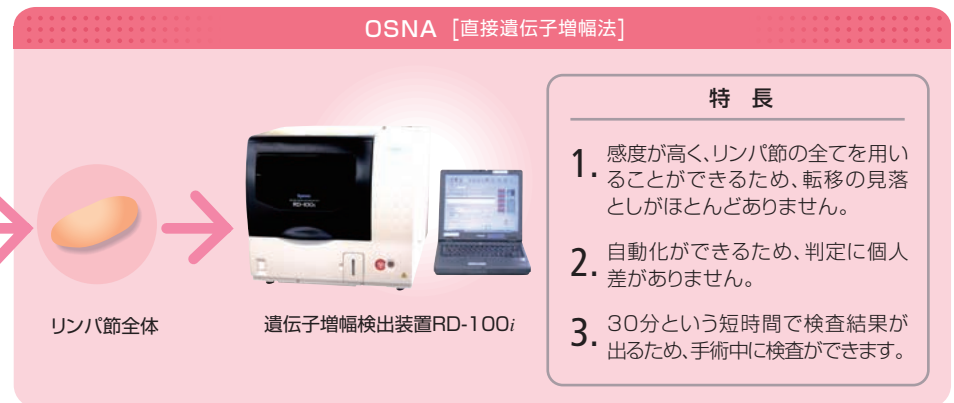 OSNA [直接遺伝子増幅法]
特 長
1. 感度が高く、リンパ節の全てを用い
ることができるため、転移の見落
としがほとんどありません。
2. 自動化ができるため、判定に個人
差がありません。
3. 30分という短時間で検査結果が
出るため、手術中に検査ができます。
RD-100i
リンパ節全体
遺伝子増幅検出装置RD-100i